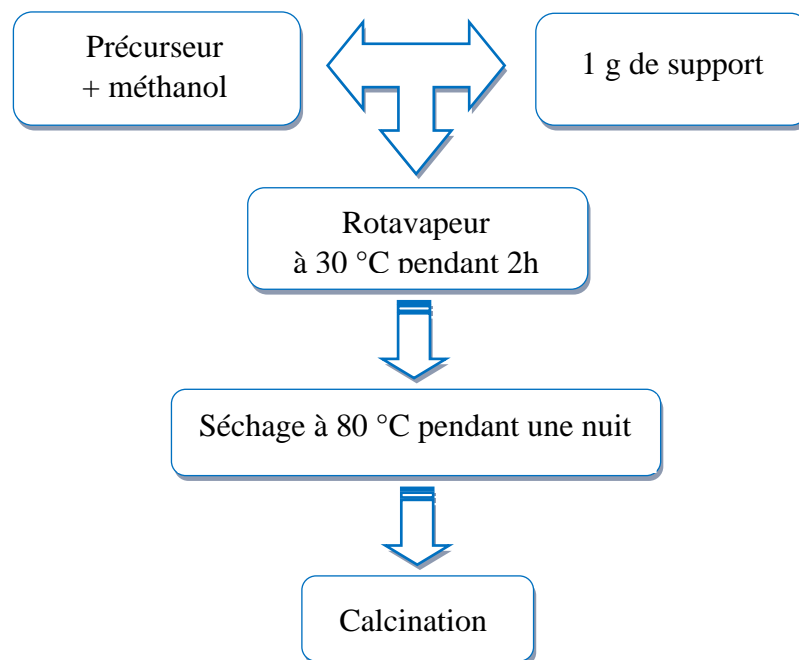 Précurseur
+ méthanol
1 g de support
Rotavapeur
à 30 °C pendant 2h
Séchage à 80 °C pendant une nuit
Calcination